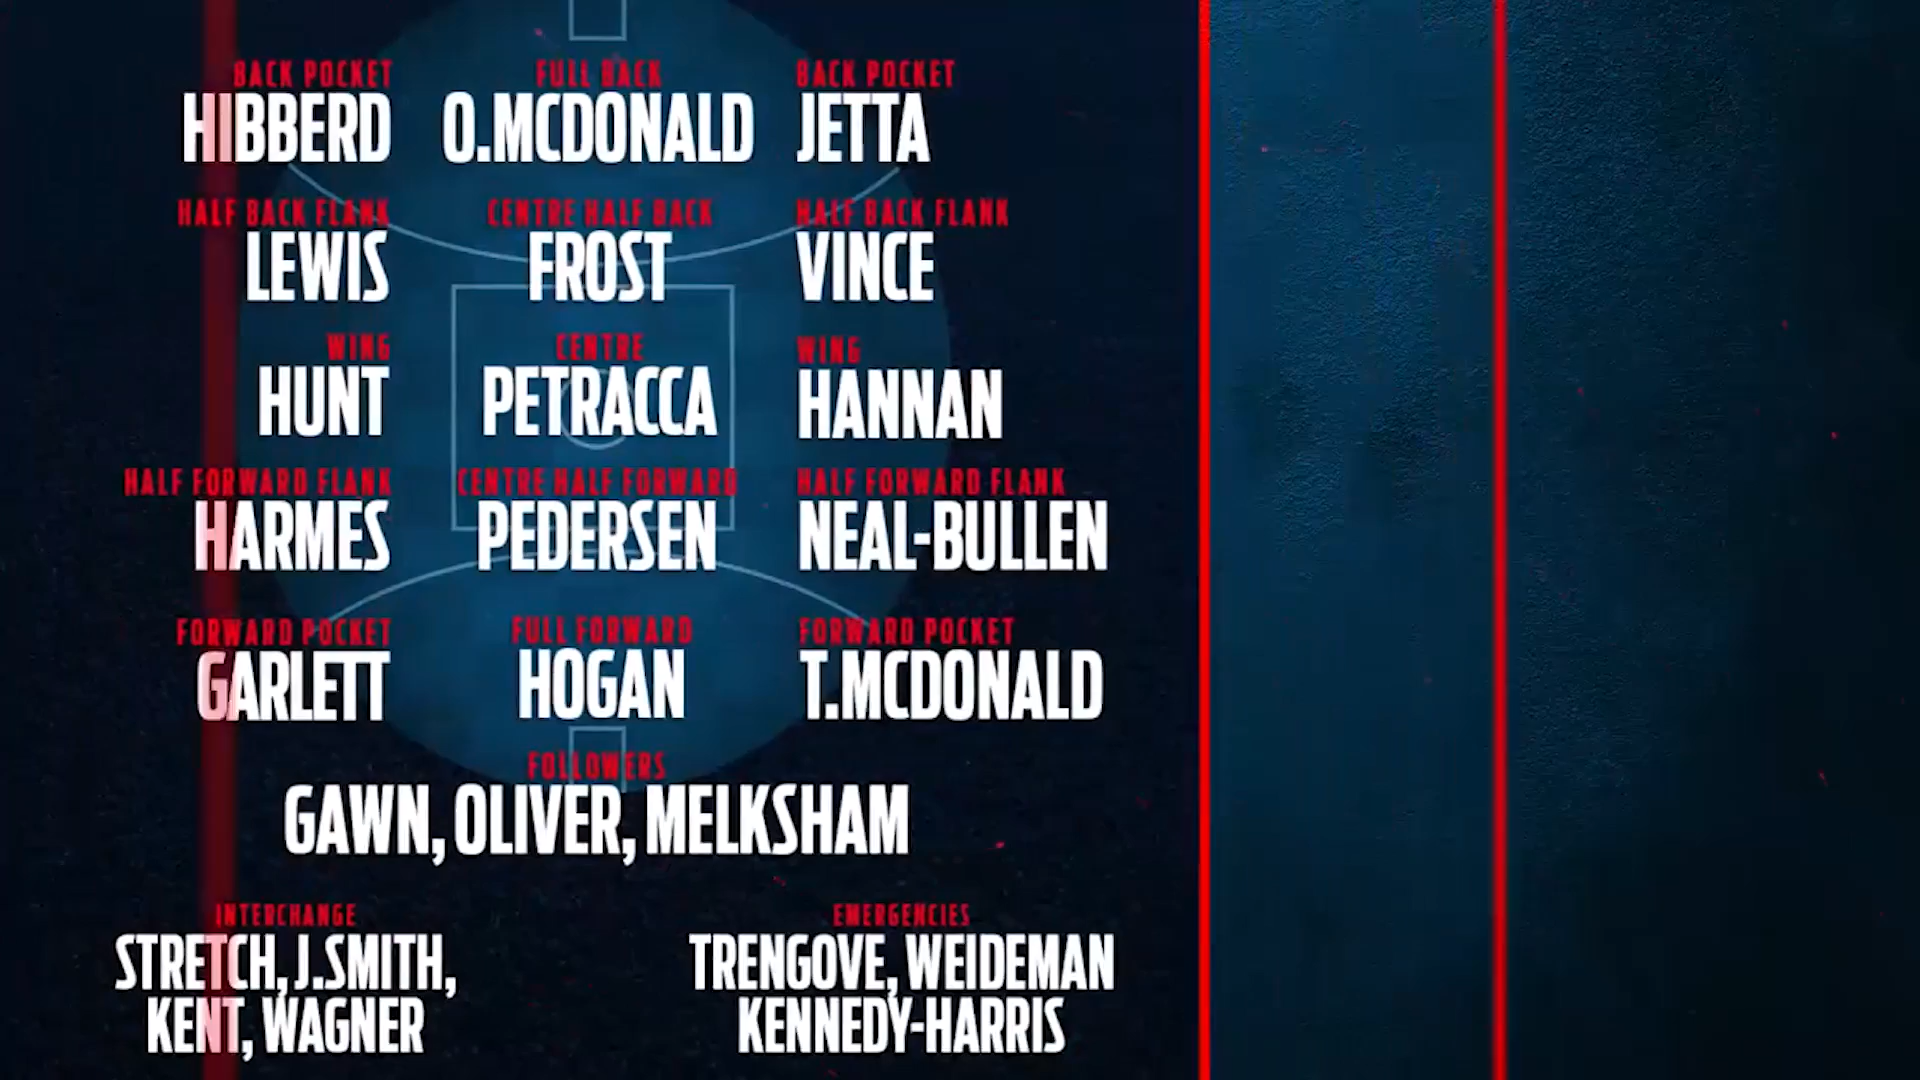 BACK POCKET FULL BACK BACK POCKET
HIBBERD O.MCDONALD JETTA
HALF BACK FLANK CENTRE HALF BACK HALF BACK FLANK
LEWIS FROST VINCE
WING CENTRE WING
HUNT PETRACCA HANNAN
HALF FORWARD FLANK CENTRE HALF FORWARD HALF FORWARD FLANK
HARMES PEDERSEN NEAL-BULLEN
FORWARD POCKET FULL FORWARD FORWARD POCKET
GARLETT HOGAN T.MCDONALD
FOLLOWERS
GAWN, OLIVER, MELKSHAM
INTERCHANGE
STRETCH, J.SMITH,
KENT, WAGNER
EMERGENCIES
TRENGOVE, WEIDEMAN
KENNEDY-HARRIS